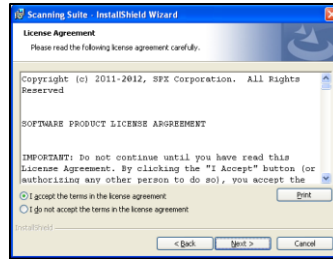 Scanning Suite - InstallShield Wizard
License Agreement
Please read the following license agreement carefully.
Copyright (c) 2011-2012, SPX Corporation. All Rights
Reserved
SOFTWARE PRODUCT LICENSE ARGREEMENT
IMPORTANT: Do not continue until you have read this
License Agreement. By clicking the "I Accept" button (or
authorizing any other person to do so), you accept the
I accept the terms in the license agreement
Print
I do not accept the terms in the license agreement
InstallShield
< Back
Next >
Cancel